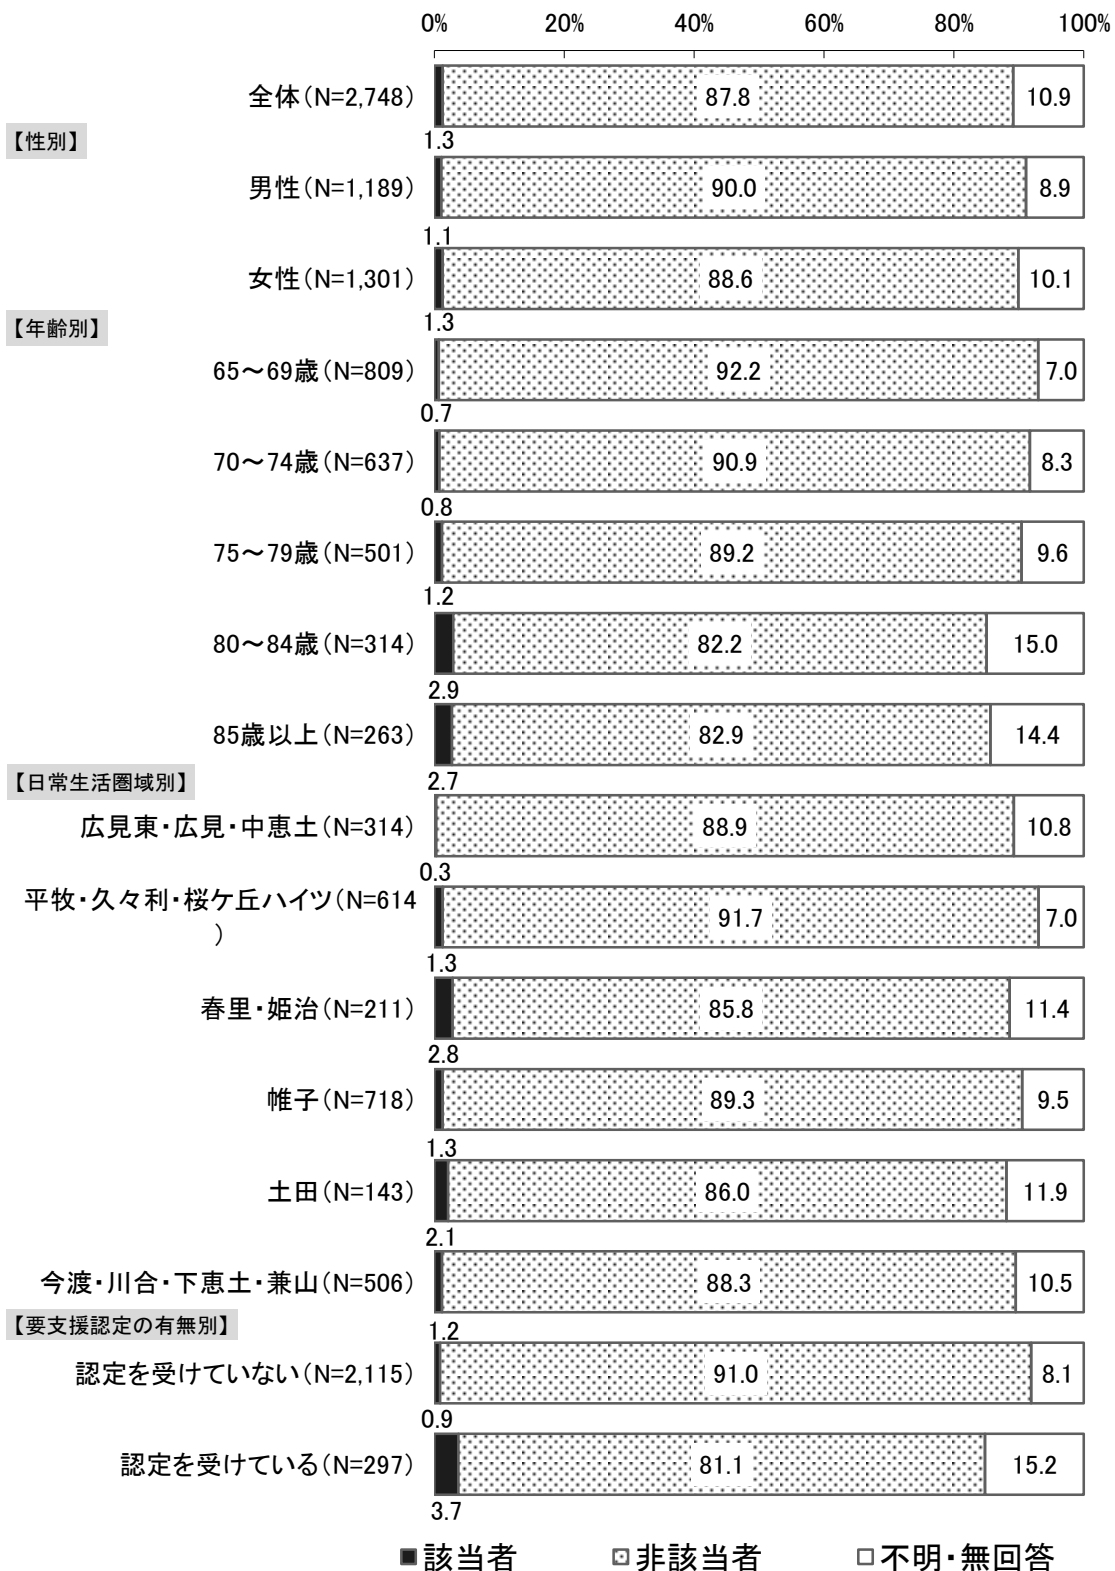 0% 20% 40% 60% 80% 100%
全体(N=2,748) 87.8 10.9
【性別】 1.3
男性(N=1,189) 90.0 8.9
1.1
女性(N=1,301) 88.6 10.1
【年齢別】 1.3
65～69歳(N=809) 92.2 7.0
0.7
70～74歳(N=637) 90.9 8.3
0.8
75～79歳(N=501) 89.2 9.6
1.2
80～84歳(N=314) 82.2 15.0
2.9
85歳以上(N=263) 82.9 14.4
【日常生活圏域別】 2.7
広見東・広見・中恵土(N=314) 88.9 10.8
0.3
平牧・久々利・桜ケ丘ハイツ(N=614 91.7 7.0
)
1.3
春里・姫治(N=211) 85.8 11.4
2.8
帷子(N=718) 89.3 9.5
1.3
土田(N=143) 86.0 11.9
2.1
今渡・川合・下恵土・兼山(N=506) 88.3 10.5
【要支援認定の有無別】 1.2
認定を受けていない(N=2,115) 91.0 8.1
0.9
認定を受けている(N=297) 81.1 15.2
3.7
該当者 非該当者 不明・無回答